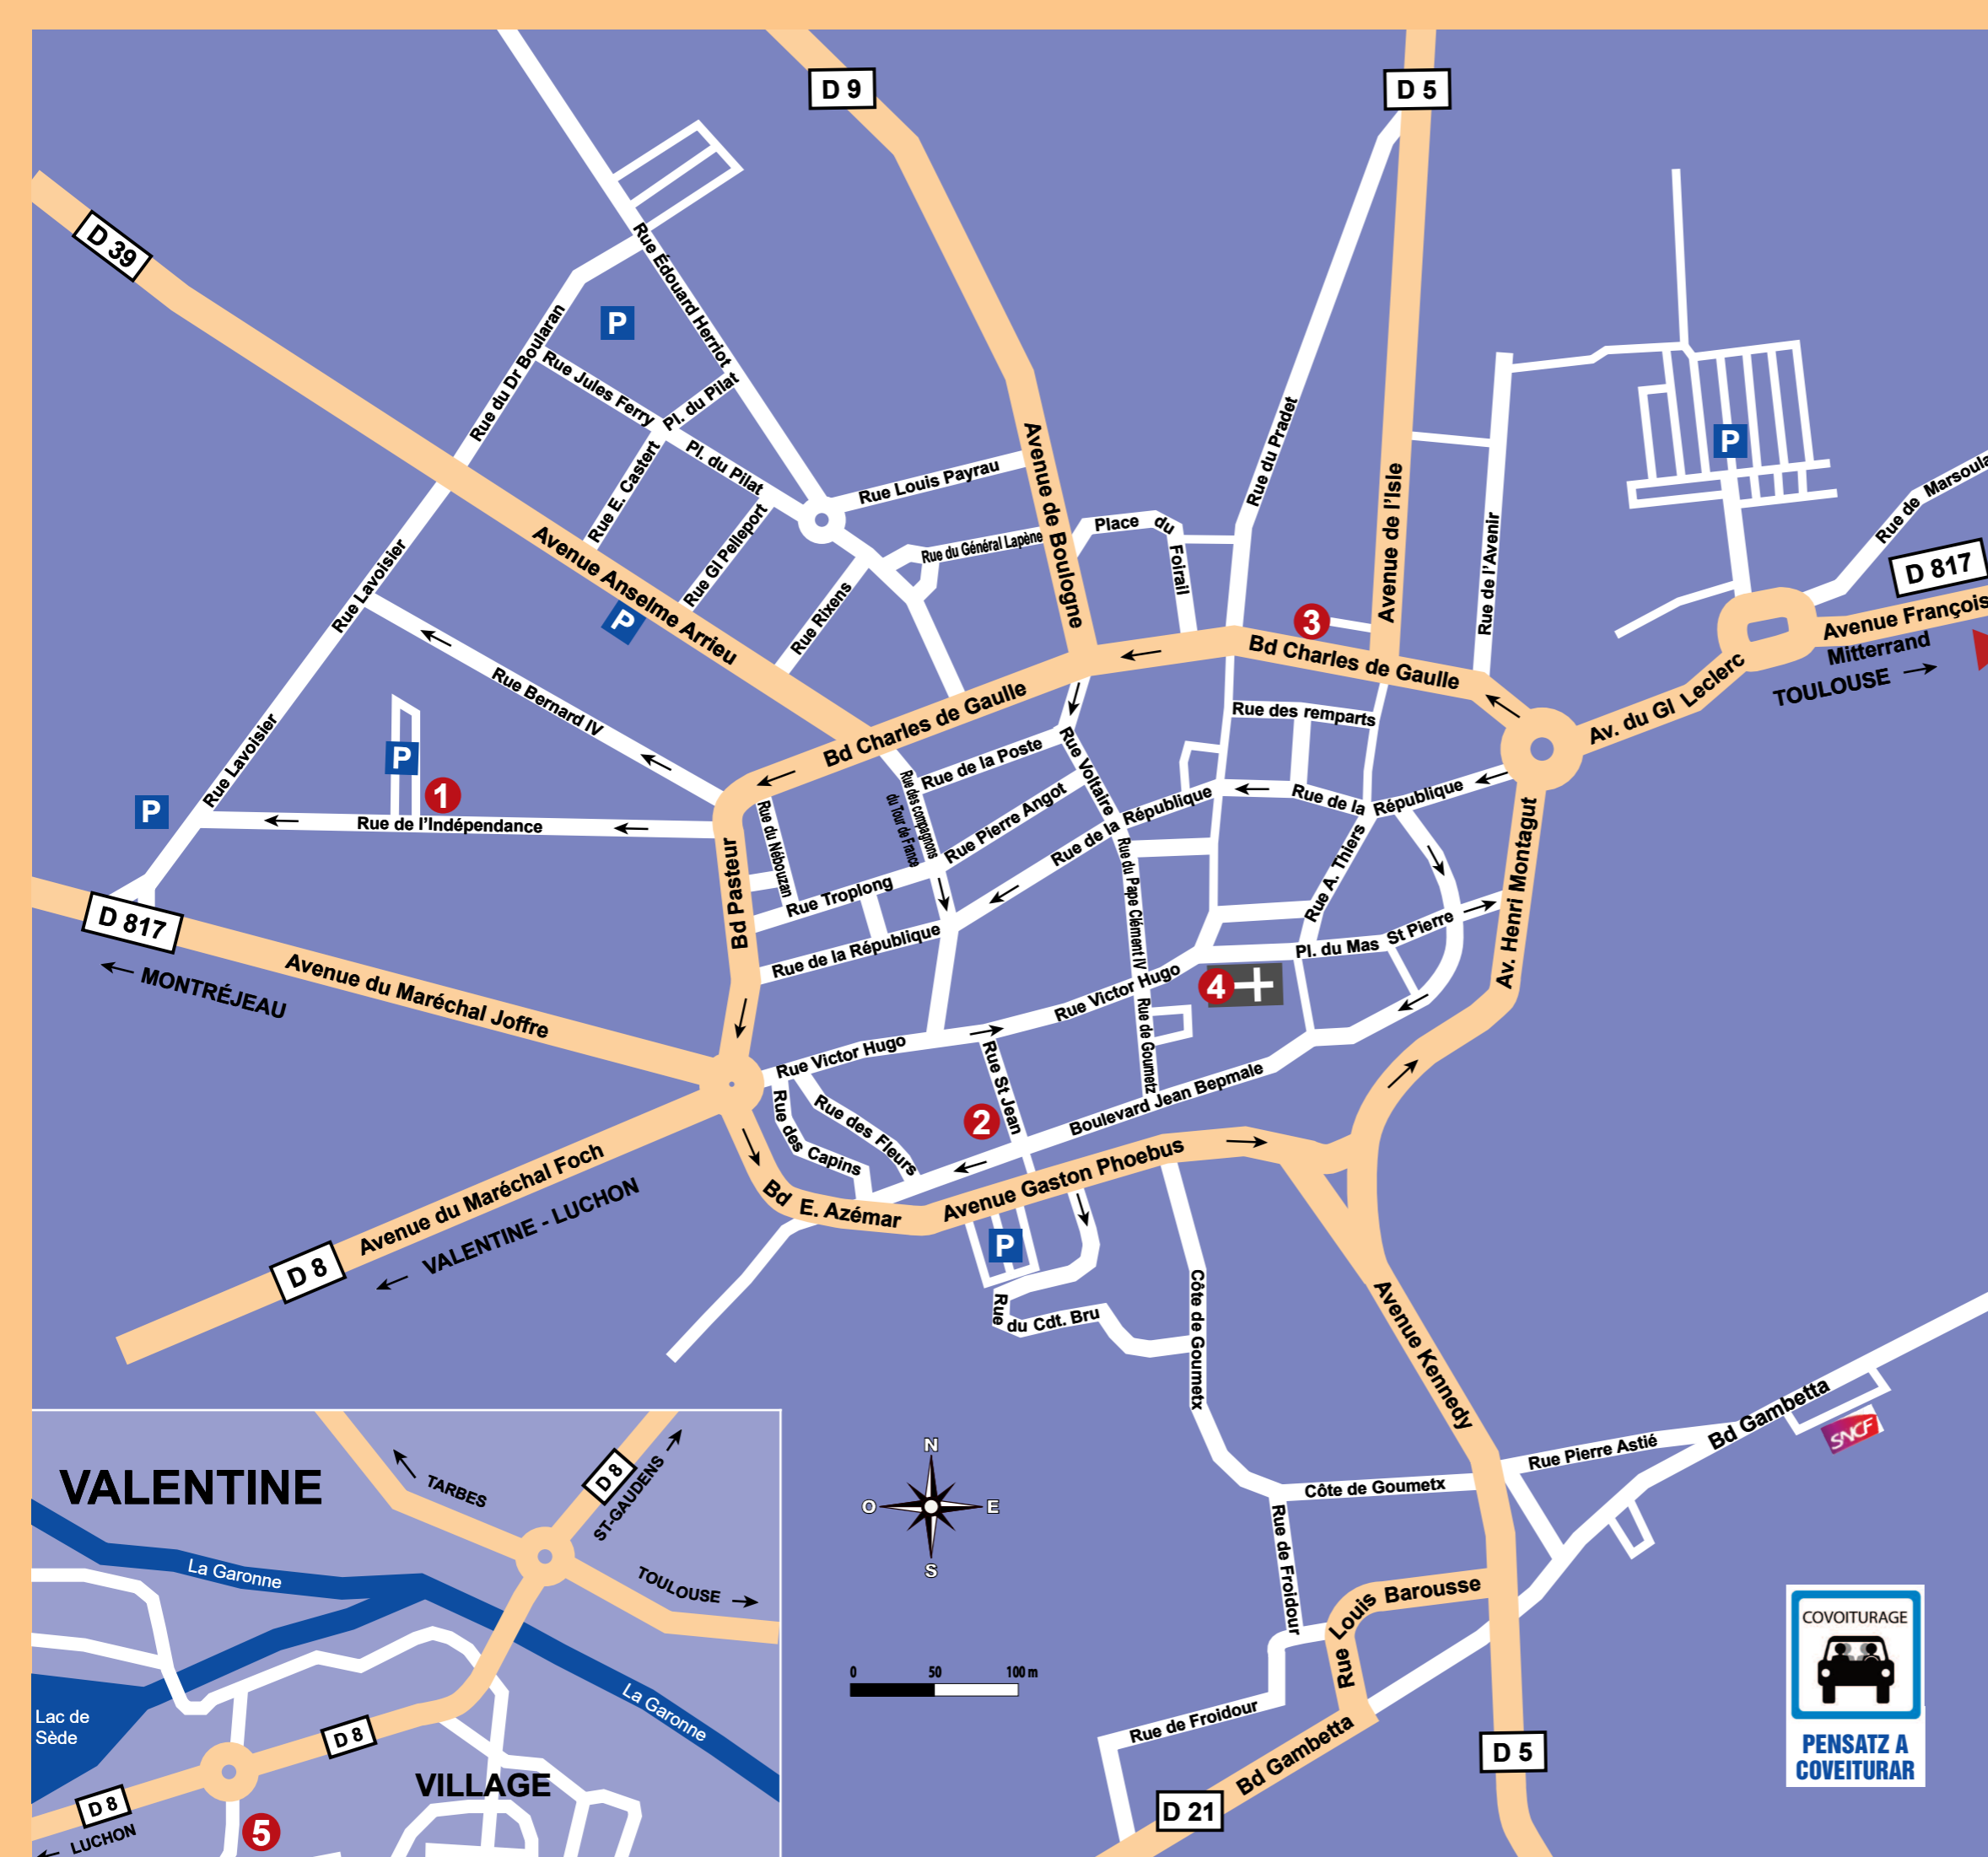 D 9
D 5
D 39
Rue Édouard Herriot
P
Rue du Dr Boularan
Rue Jules Ferry
Pl. du Pilat
Pl. du Pilat
Rue E. Castert
Rue Gl Pelleport
Rue Louis Payrau
Rue du Général Lapène
Rue Rixens
Avenue de Boulogne
Place du Foirail
Rue du Pradet
Avenue de l'Isle
Rue de l'Avenir
P
Rue de Marsoula
D 817
Avenue François
Mitterrand
TOULOUSE
Av. du Gl Leclerc
Avenue Anselme Arrieu
P
Rue Lavoisier
Rue Bernard IV
Rue Lavoisier
P
P
1
Rue de l'Indépendance
3
Bd Charles de Gaulle
Bd Charles de Gaulle
Rue des remparts
Rue de la Poste
Rue Voltaire
Rue des compagnons
du Tour de France
Rue Pierre Angot
Rue de la République
Rue de la République
Rue du Nébouzan
Rue Troplong
Rue de la République
Bd Pasteur
Rue du Pape Clément IV
Rue A. Thiers
Pl. du Mas St Pierre
Av. Henri Montagut
D 817
MONTRÉJEAU
Avenue du Maréchal Joffre
Rue Victor Hugo
Rue Victor Hugo
4
Rue de Goumetz
Rue St Jean
2
Boulevard Jean Bepmale
Rue des Capins
Rue des Fleurs
Avenue du Maréchal Foch
D 8
VALENTINE - LUCHON
Bd E. Azémar
Avenue Gaston Phoebus
P
Rue du Cdt. Bru
Côte de Goumetx
Avenue Kennedy
Bd Gambetta
SNCF
Rue Pierre Astié
Côte de Goumetx
Rue de Froidour
Rue Louis Barousse
Rue de Froidour
Bd Gambetta
D 21
D 5
N
O
E
S
0 50 100 m
COVOITURAGE
PENSATZ A
COVEITURAR
VALENTINE
TARBES
D 8
ST-GAUDENS
TOULOUSE
La Garonne
La Garonne
Lac de
Sède
D 8
VILLAGE
D 8
LUCHON
5